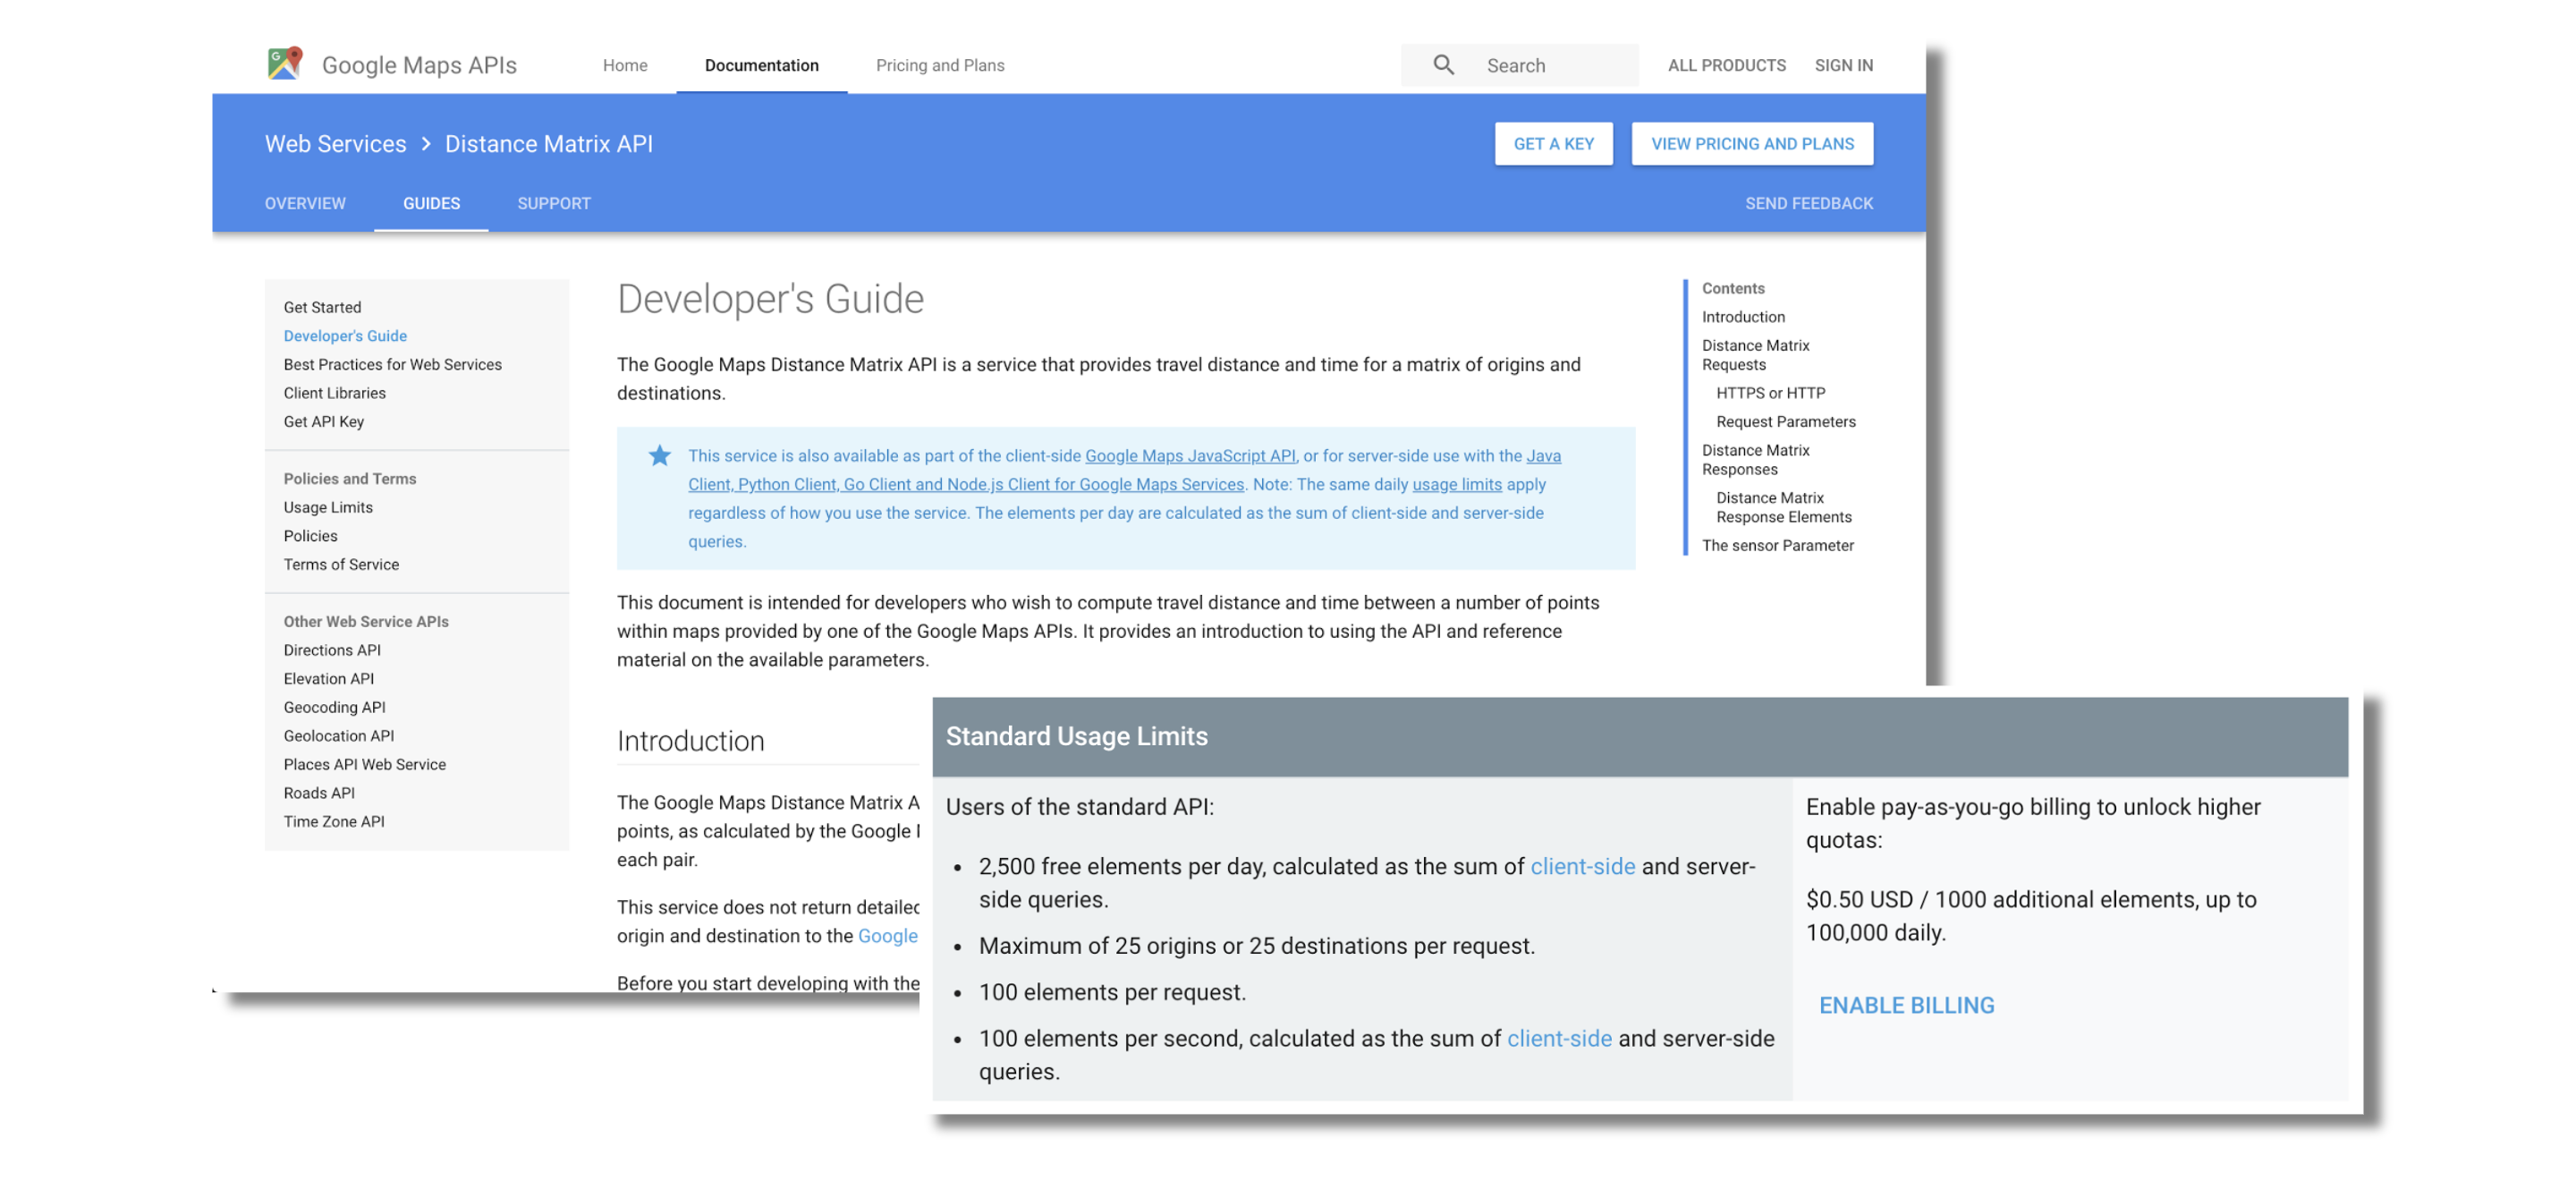 Google Maps APIs
Home
Documentation
Pricing and Plans
Search
ALL PRODUCTS
SIGN IN
Web Services > Distance Matrix API
GET A KEY
VIEW PRICING AND PLANS
OVERVIEW
GUIDES
SUPPORT
SEND FEEDBACK
Get Started
Developer's Guide
Best Practices for Web Services
Client Libraries
Get API Key
Policies and Terms
Usage Limits
Policies
Terms of Service
Other Web Service APIs
Directions API
Elevation API
Geocoding API
Geolocation API
Places API Web Service
Roads API
Time Zone API
Developer's Guide
The Google Maps Distance Matrix API is a service that provides travel distance and time for a matrix of origins and
destinations.
This service is also available as part of the client-side Google Maps JavaScript API, or for server-side use with the Java
Client, Python Client, Go Client and Node.js Client for Google Maps Services. Note: The same daily usage limits apply
regardless of how you use the service. The elements per day are calculated as the sum of client-side and server-side
queries.
This document is intended for developers who wish to compute travel distance and time between a number of points
within maps provided by one of the Google Maps APIs. It provides an introduction to using the API and reference
material on the available parameters.
Introduction
The Google Maps Distance Matrix A
points, as calculated by the Google
each pair.
This service does not return detailed
origin and destination to the Google
Before you start developing with the
Contents
Introduction
Distance Matrix
Requests
HTTPS or HTTP
Request Parameters
Distance Matrix
Responses
Distance Matrix
Response Elements
The sensor Parameter
Standard Usage Limits
Users of the standard API:
• 2,500 free elements per day, calculated as the sum of client-side and server-
side queries.
• Maximum of 25 origins or 25 destinations per request.
• 100 elements per request.
• 100 elements per second, calculated as the sum of client-side and server-side
queries.
Enable pay-as-you-go billing to unlock higher
quotas:
$0.50 USD / 1000 additional elements, up to
100,000 daily.
ENABLE BILLING